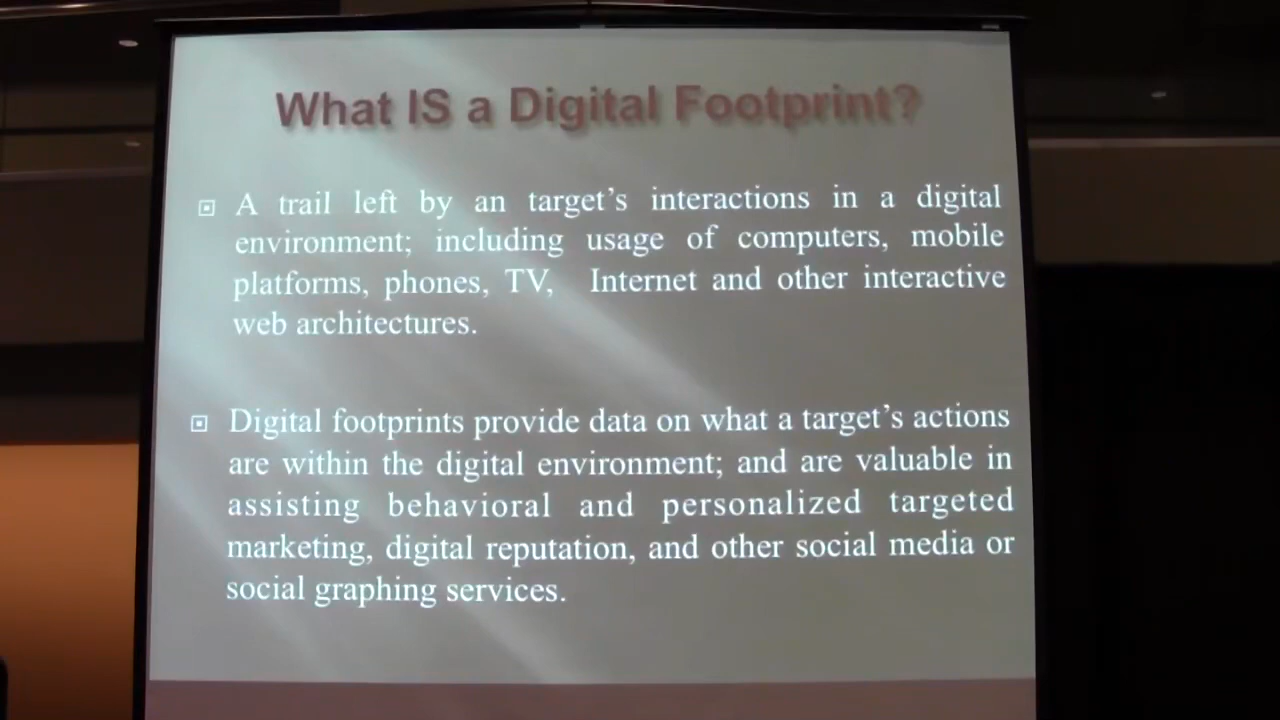 What IS a Digital Footprint?
A trail left by an target's interactions in a digital
environment; including usage of computers, mobile
platforms, phones, TV, Internet and other interactive
web architectures.
Digital footprints provide data on what a target's actions
are within the digital environment; and are valuable in
assisting behavioral and personalized targeted
marketing, digital reputation, and other social media or
social graphing services.